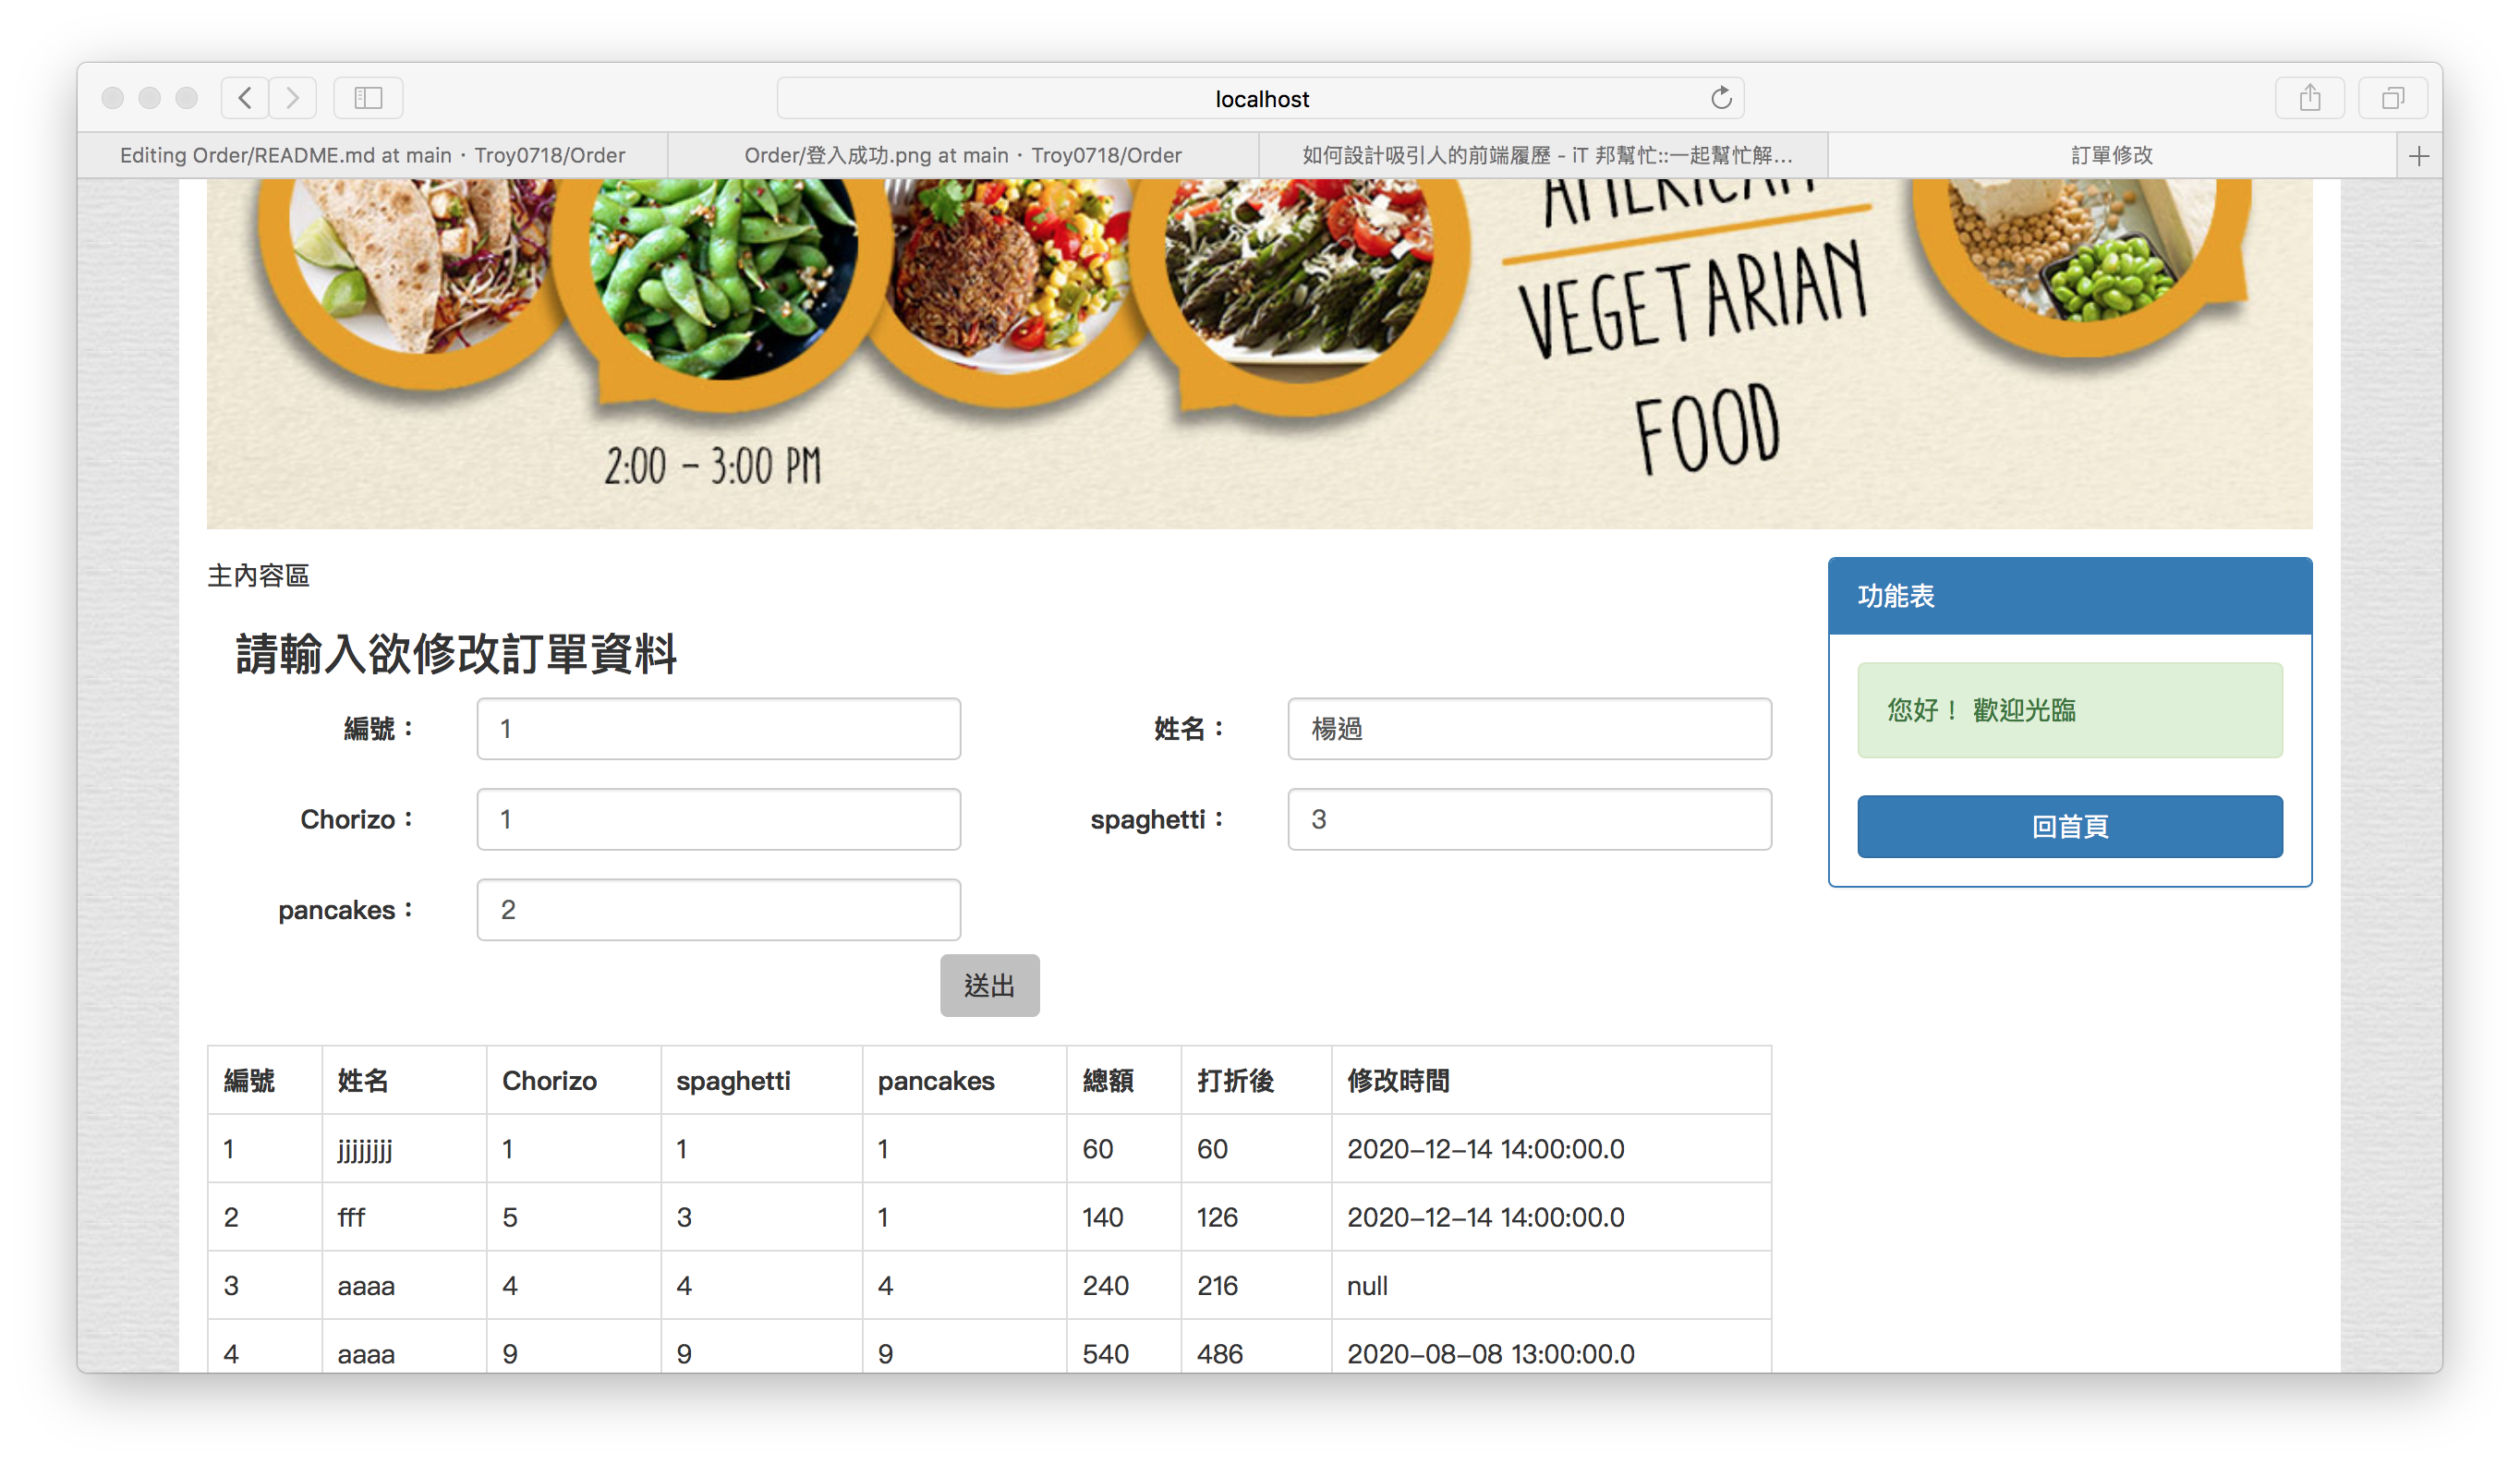 localhost
Editing Order/README.md at main · Troy0718/Order
Order/登入成功.png at main · Troy0718/Order
如何設計吸引人的前端履歷 - iT 邦幫忙::一起幫忙解...
訂單修改
AMERICAN
VEGETARIAN
FOOD
2:00 - 3:00 PM
主內容區
功能表
請輸入欲修改訂單資料
您好！ 歡迎光臨
編號： 1 姓名： 楊過
Chorizo： 1 spaghetti： 3
回首頁
pancakes： 2
送出
編號 姓名 Chorizo spaghetti pancakes 總額 打折後 修改時間
1 jjjjjjjj 1 1 1 60 60 2020-12-14 14:00:00.0
2 fff 5 3 1 140 126 2020-12-14 14:00:00.0
3 aaaa 4 4 4 240 216 null
4 aaaa 9 9 9 540 486 2020-08-08 13:00:00.0